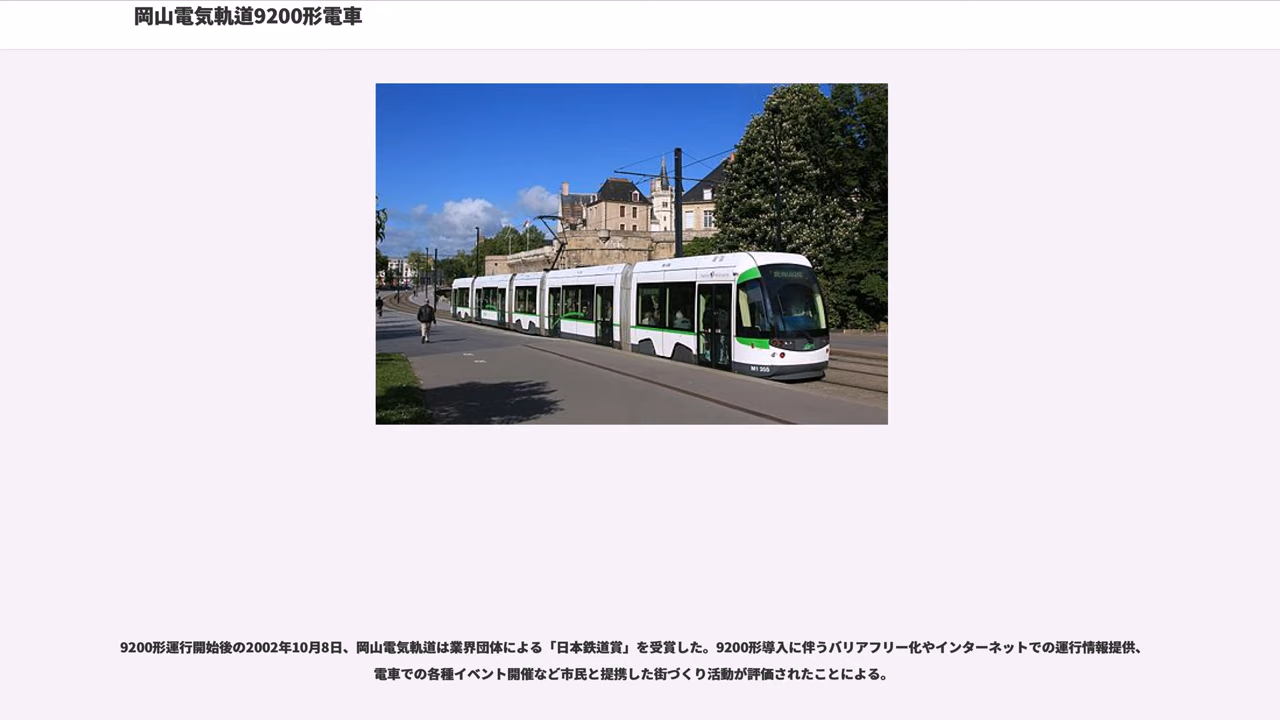 岡山電気軌道9200形電車
M1 355
9200形運行開始後の2002年10月8日、岡山電気軌道は業界団体による「日本鉄道賞」を受賞した。9200形導入に伴うバリアフリー化やインターネットでの運行情報提供、
電車での各種イベント開催など市民と提携した街づくり活動が評価されたことによる。